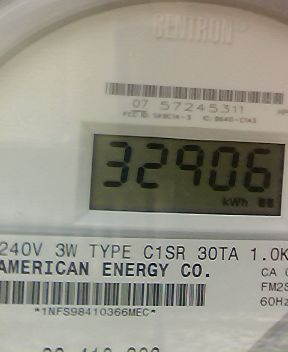 CENTRON
07 57245311
32906
kWh
240V 3W TYPE C1SR 30TA 1.0K
AMERICAN ENERGY CO.
CA
FM2S
60Hz
*1NFS98410366MEC*